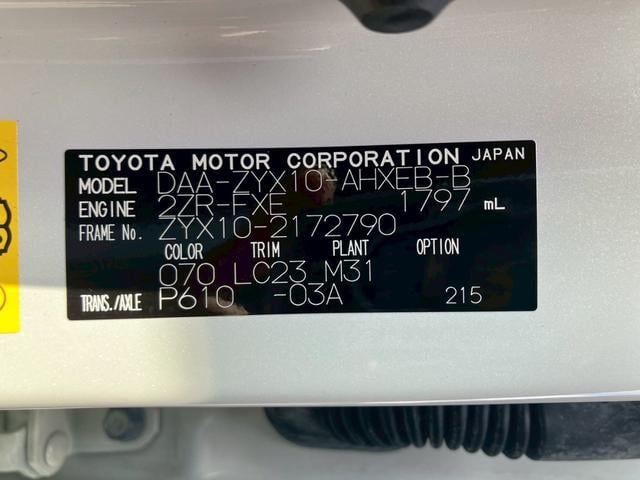 TOYOTA MOTOR CORPORATION JAPAN
MODEL DAA-ZYX10-AHXEB-B
ENGINE 2ZR-FXE 1797 mL
FRAME No. ZYX10-2172790
COLOR TRIM PLANT OPTION
070 LC23 M31
TRANS./AXLE P610 -03A 215